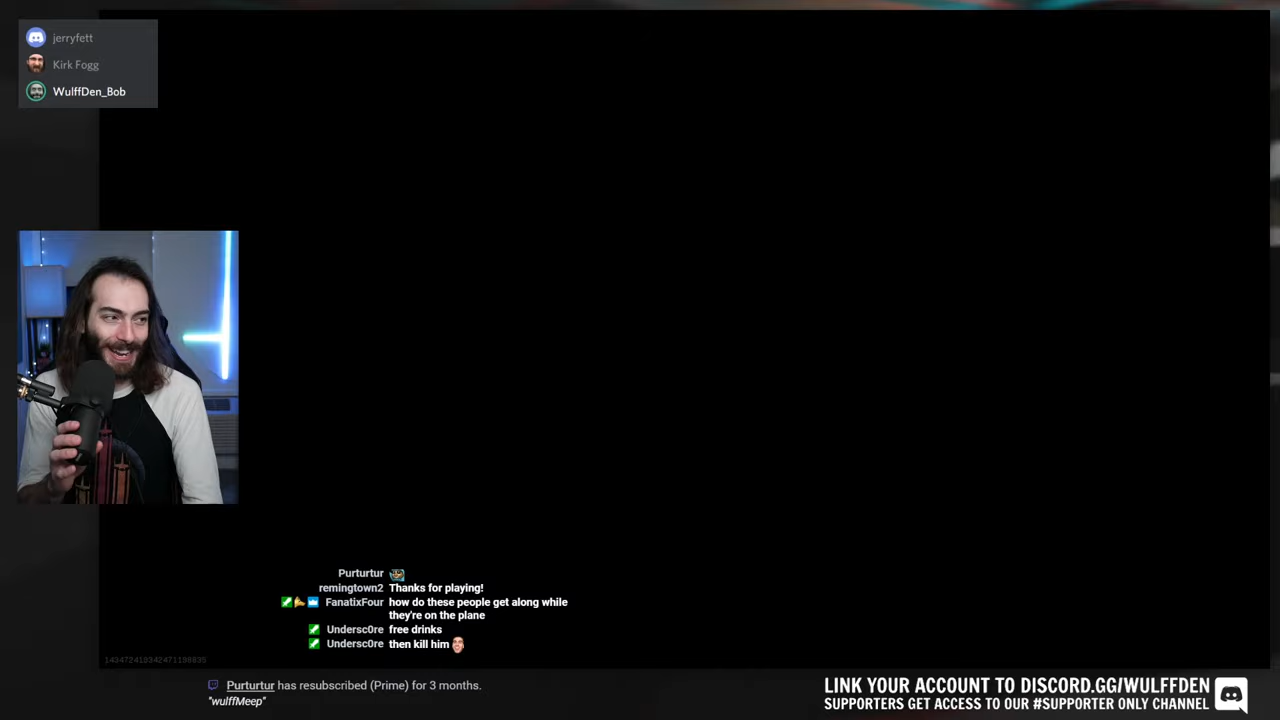 jerryfett
Kirk Fogg
WulffDen_Bob
Purturtur
remingtown2 Thanks for playing!
FanatixFour how do these people get along while
they're on the plane
Undersc0re free drinks
Undersc0re then kill him
Purturtur has resubscribed (Prime) for 3 months.
"wulffMeep"
LINK YOUR ACCOUNT TO DISCORD.GG/WULFFDEN
SUPPORTERS GET ACCESS TO OUR #SUPPORTER ONLY CHANNEL